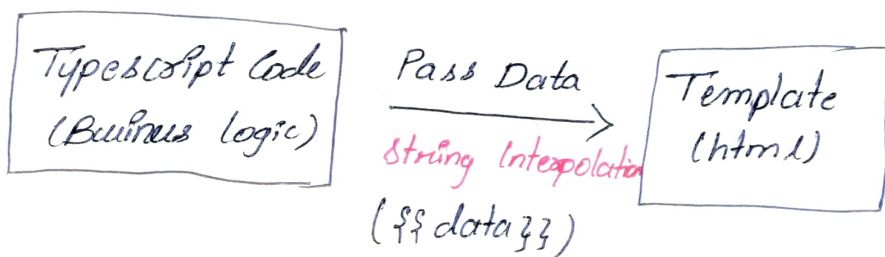 Typescript Code
(Business logic)
Pass Data
String Interpolation
({{data}})
Template
(html)